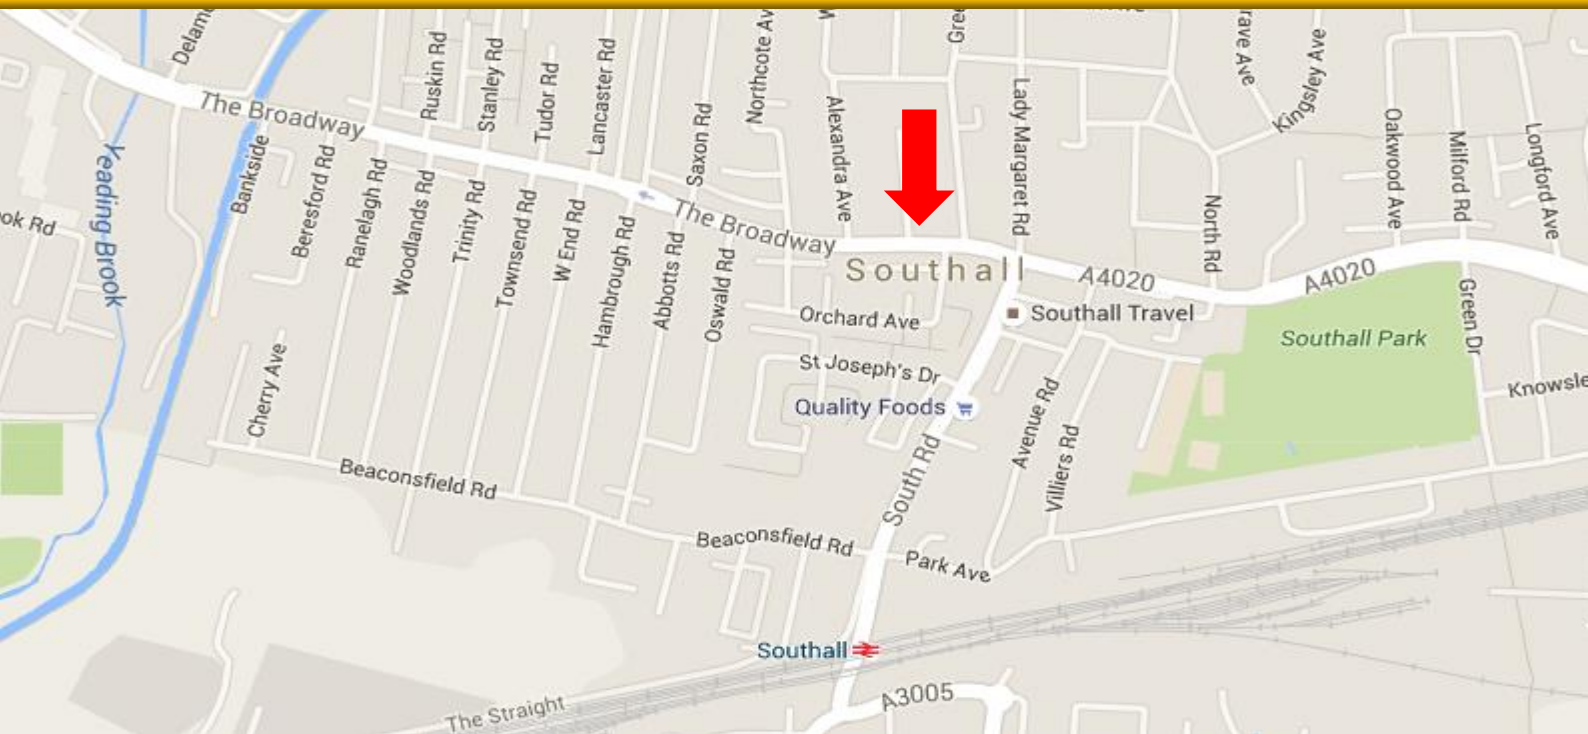 Delam
Ruskin Rd
Stanley Rd
Tudor Rd
Lancaster Rd
Northcote Av
Gree
rave Ave
Kingsley Ave
The Broadway
Saxon Rd
Alexandra Ave
Lady Margaret Rd
Oakwood Ave
Milford Rd
Longford Ave
Yeading Brook
Bankside
Beresford Rd
Ranelagh Rd
Woodlands Rd
Trinity Rd
Townsend Rd
W End Rd
Hambrough Rd
Abbotts Rd
Oswald Rd
The Broadway
North Rd
ok Rd
Southall
A4020
A4020
Green Dr
Orchard Ave
Southall Travel
Southall Park
Cherry Ave
St Joseph's Dr
Knowsle
Quality Foods
Avenue Rd
Villiers Rd
South Rd
Beaconsfield Rd
Beaconsfield Rd
Park Ave
Southall
The Straight
A3005